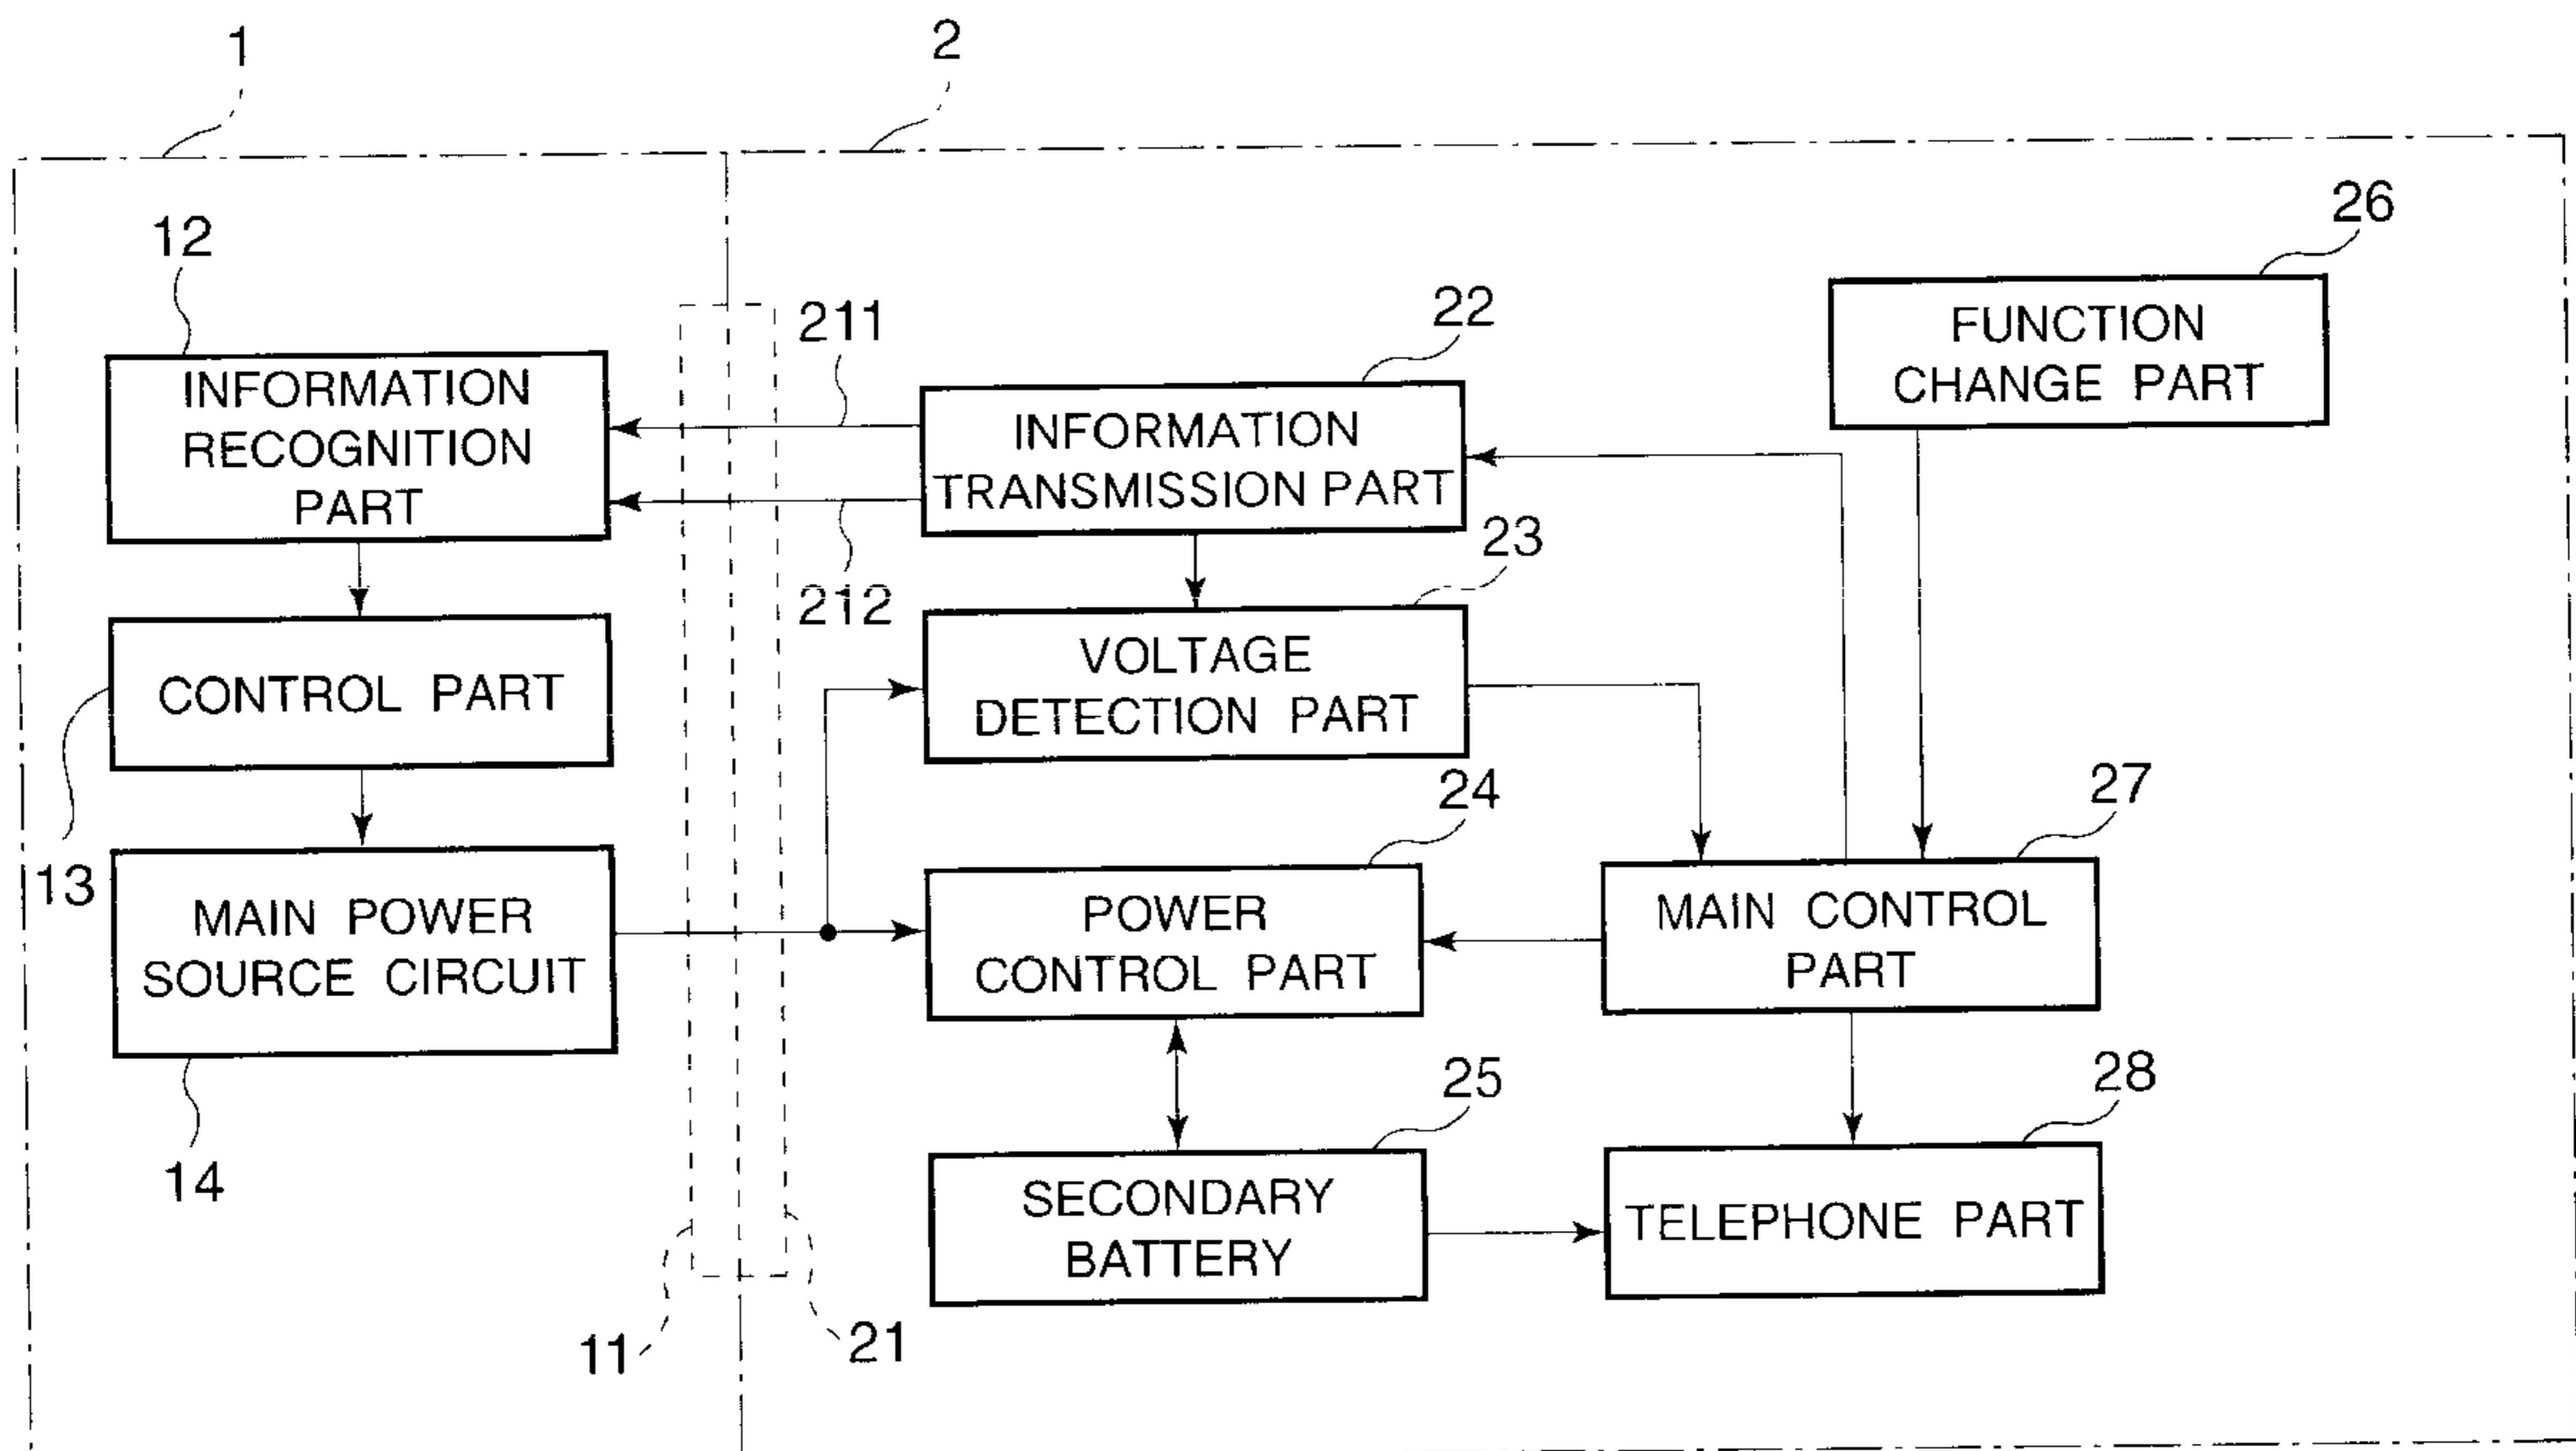 1
2
12
INFORMATION
RECOGNITION
PART
211
212
22
INFORMATION
TRANSMISSION PART
26
FUNCTION
CHANGE PART
23
VOLTAGE
DETECTION PART
CONTROL PART
13
MAIN POWER
SOURCE CIRCUIT
14
24
POWER
CONTROL PART
27
MAIN CONTROL
PART
25
SECONDARY
BATTERY
28
TELEPHONE PART
11
21